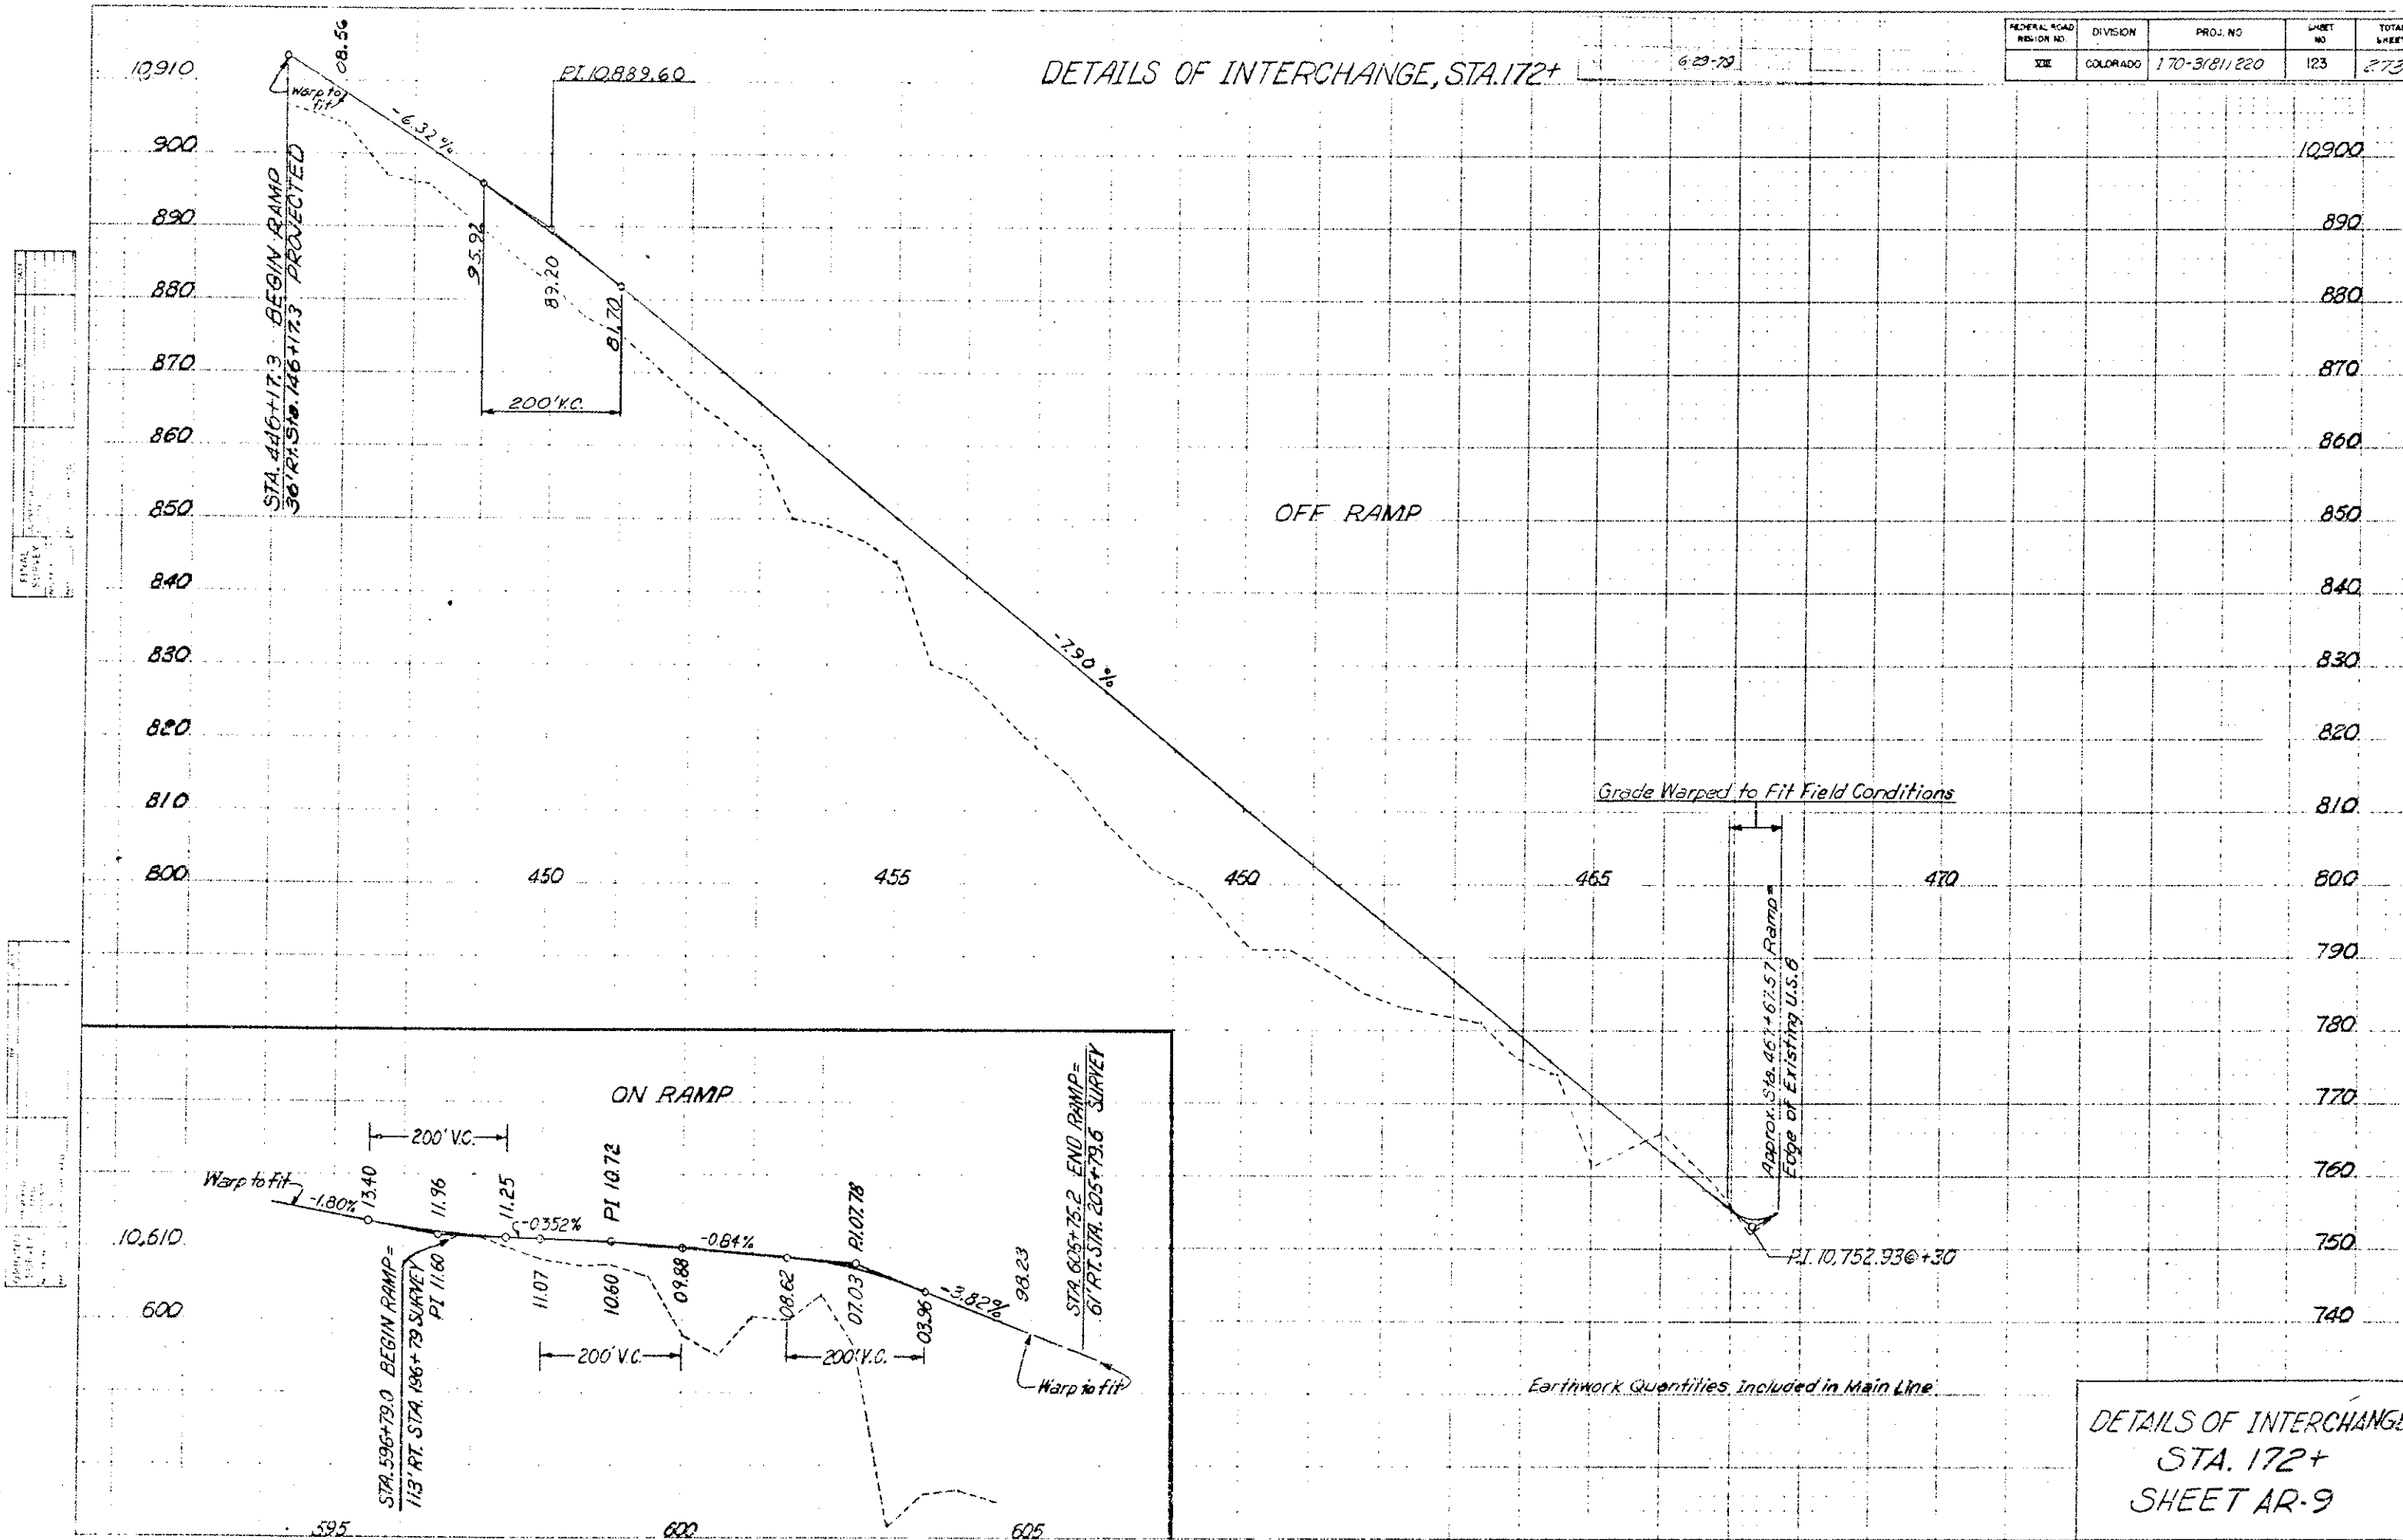 DETAILS OF INTERCHANGE, STA.172+
6-29-79
FEDERAL ROAD REGION NO. DIVISION PROJ. NO SHEET NO TOTAL SHEET
VIII COLORADO I 70-3(81)220 123 273
10,910
900
890
880
870
860
850
840
830
820
810
800
10,900
890
880
870
860
850
840
830
820
810
800
790
780
770
760
750
740
08.56
Warp to fit
-6.32%
PI.10,889.60
STA.446+17.3 BEGIN RAMP
36' Rt. Sta. 146+17.3 PROJECTED
95.92
89.20
81.70
200' V.C.
OFF RAMP
-7.90%
450
455
460
465
470
Grade Warped to Fit Field Conditions
Approx. Sta. 467+67.57 Ramp=
Edge of Existing U.S.6
P.I. 10,752.93@+30
Earthwork Quantities Included in Main Line
ON RAMP
200' V.C.
Warp to fit
-1.80%
13.40
11.96
PI 11.60
11.25
-0.352%
11.07
PI 10.72
10.60
-0.84%
09.88
08.62
P.I.07.78
07.03
03.96
-3.82%
98.23
200' V.C.
200' V.C.
Warp to fit
STA.596+79.0 BEGIN RAMP=
113' RT. STA. 196+79 SURVEY
STA. 605+75.2 END RAMP=
61' RT. STA. 205+79.6 SURVEY
10,610
600
595
600
605
FINAL
SURVEY
DETAILS OF INTERCHANGE
STA. 172+
SHEET AR-9